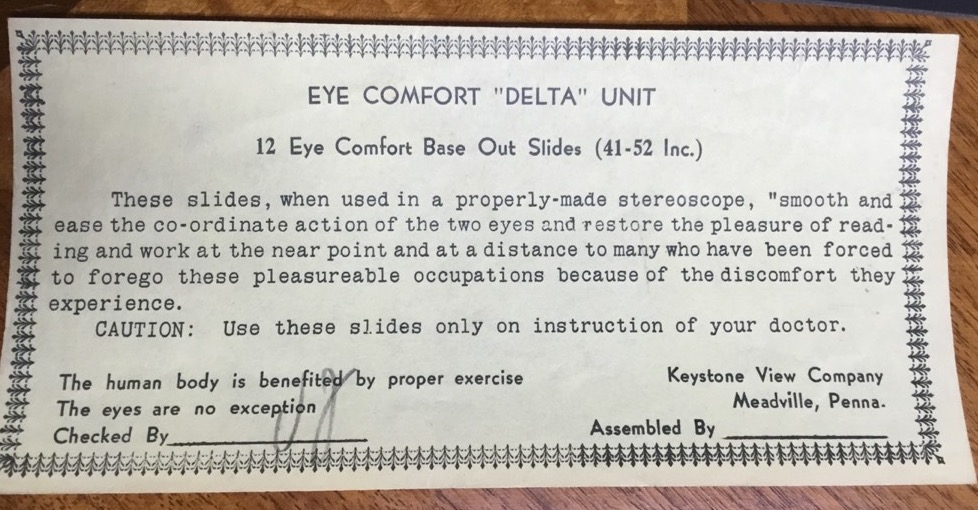 EYE COMFORT "DELTA" UNIT
12 Eye Comfort Base Out Slides (41-52 Inc.)
These slides, when used in a properly-made stereoscope, "smooth and
ease the co-ordinate action of the two eyes and restore the pleasure of read-
ing and work at the near point and at a distance to many who have been forced
to forego these pleasureable occupations because of the discomfort they
experience.
CAUTION: Use these slides only on instruction of your doctor.
The human body is benefited by proper exercise
The eyes are no exception
Checked By
Keystone View Company
Meadville, Penna.
Assembled By